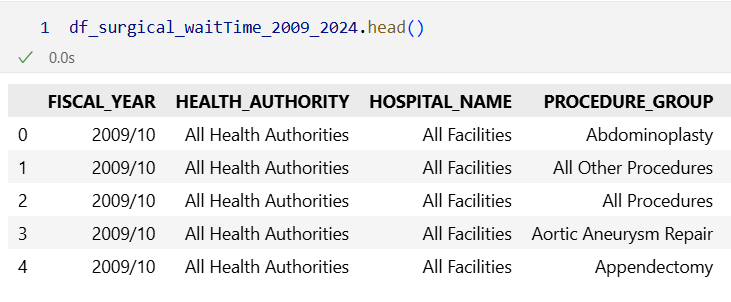 1 df_surgical_waitTime_2009_2024.head()
0.0s
FISCAL_YEAR HEALTH_AUTHORITY HOSPITAL_NAME PROCEDURE_GROUP
0 2009/10 All Health Authorities All Facilities Abdominoplasty
1 2009/10 All Health Authorities All Facilities All Other Procedures
2 2009/10 All Health Authorities All Facilities All Procedures
3 2009/10 All Health Authorities All Facilities Aortic Aneurysm Repair
4 2009/10 All Health Authorities All Facilities Appendectomy